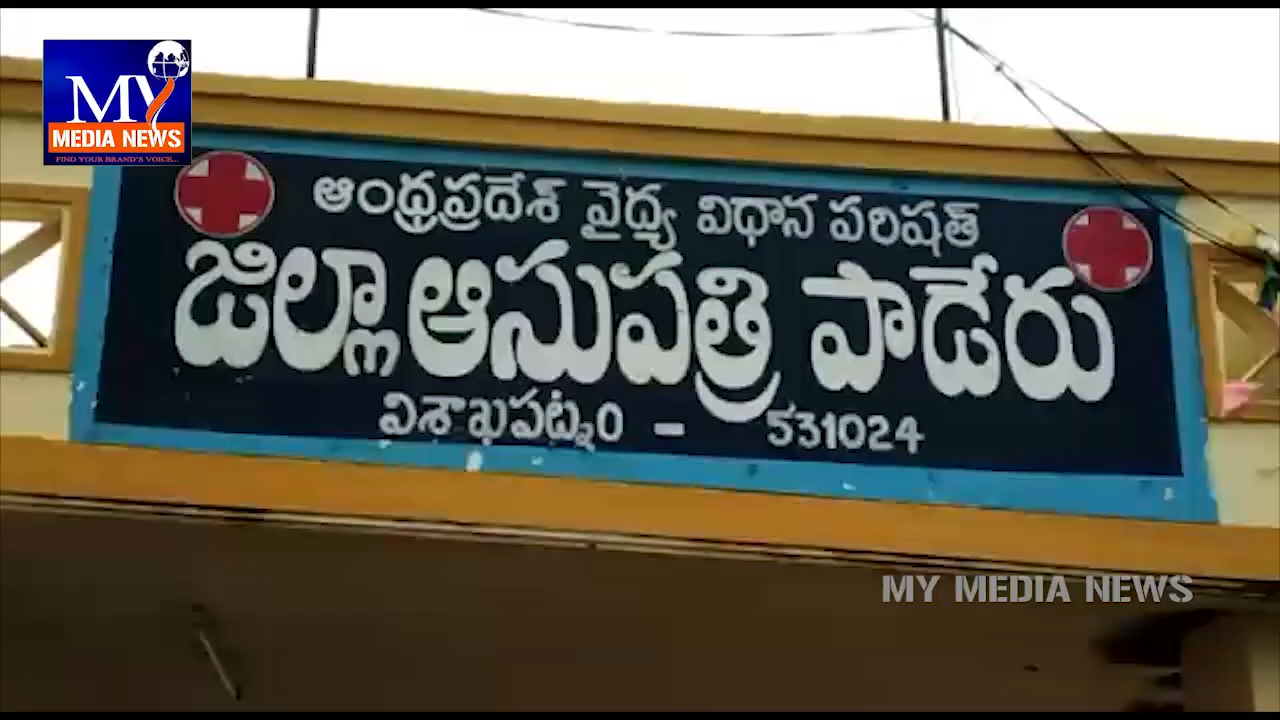 MY
MEDIA NEWS
FIND YOUR BRAND'S VOICE...
ఆంధ్రప్రదేశ్ వైద్య విధాన పరిషత్
జిల్లా ఆసుపత్రి పాడేరు
విశాఖపట్నం - 531024
MY MEDIA NEWS